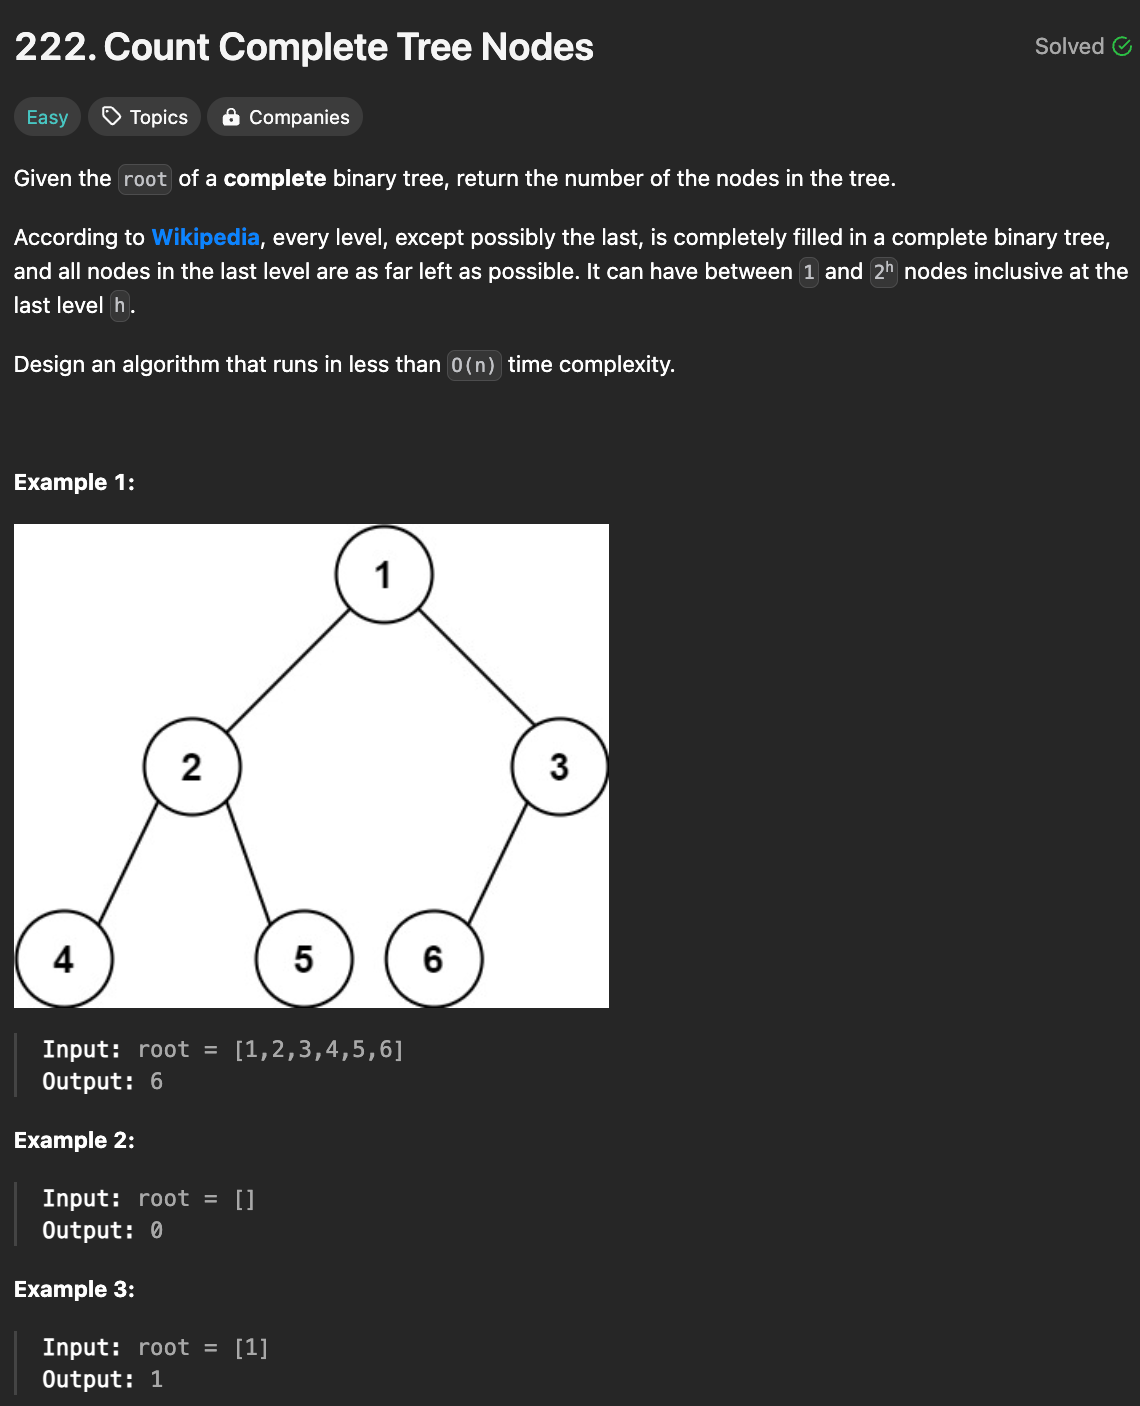 222. Count Complete Tree Nodes
Solved
Easy
Topics
Companies
Given the root of a complete binary tree, return the number of the nodes in the tree.
According to Wikipedia, every level, except possibly the last, is completely filled in a complete binary tree,
and all nodes in the last level are as far left as possible. It can have between 1 and 2ʰ nodes inclusive at the
last level h.
Design an algorithm that runs in less than O(n) time complexity.
Example 1:
1
2
3
4
5
6
Input: root = [1,2,3,4,5,6]
Output: 6
Example 2:
Input: root = []
Output: 0
Example 3:
Input: root = [1]
Output: 1